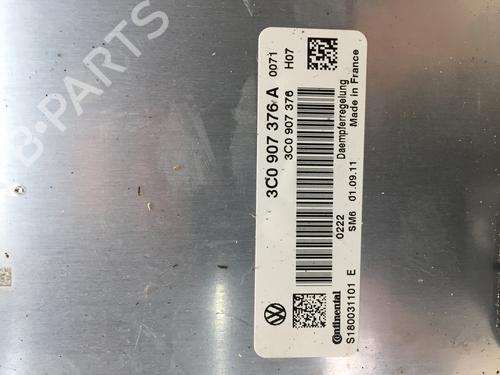 B-PARTS
3C0 907 376 A 0071
3C0 907 376 H07
0222 Daempferregelung
SM6 01.09.11 Made in France
Continental
S180031101 E